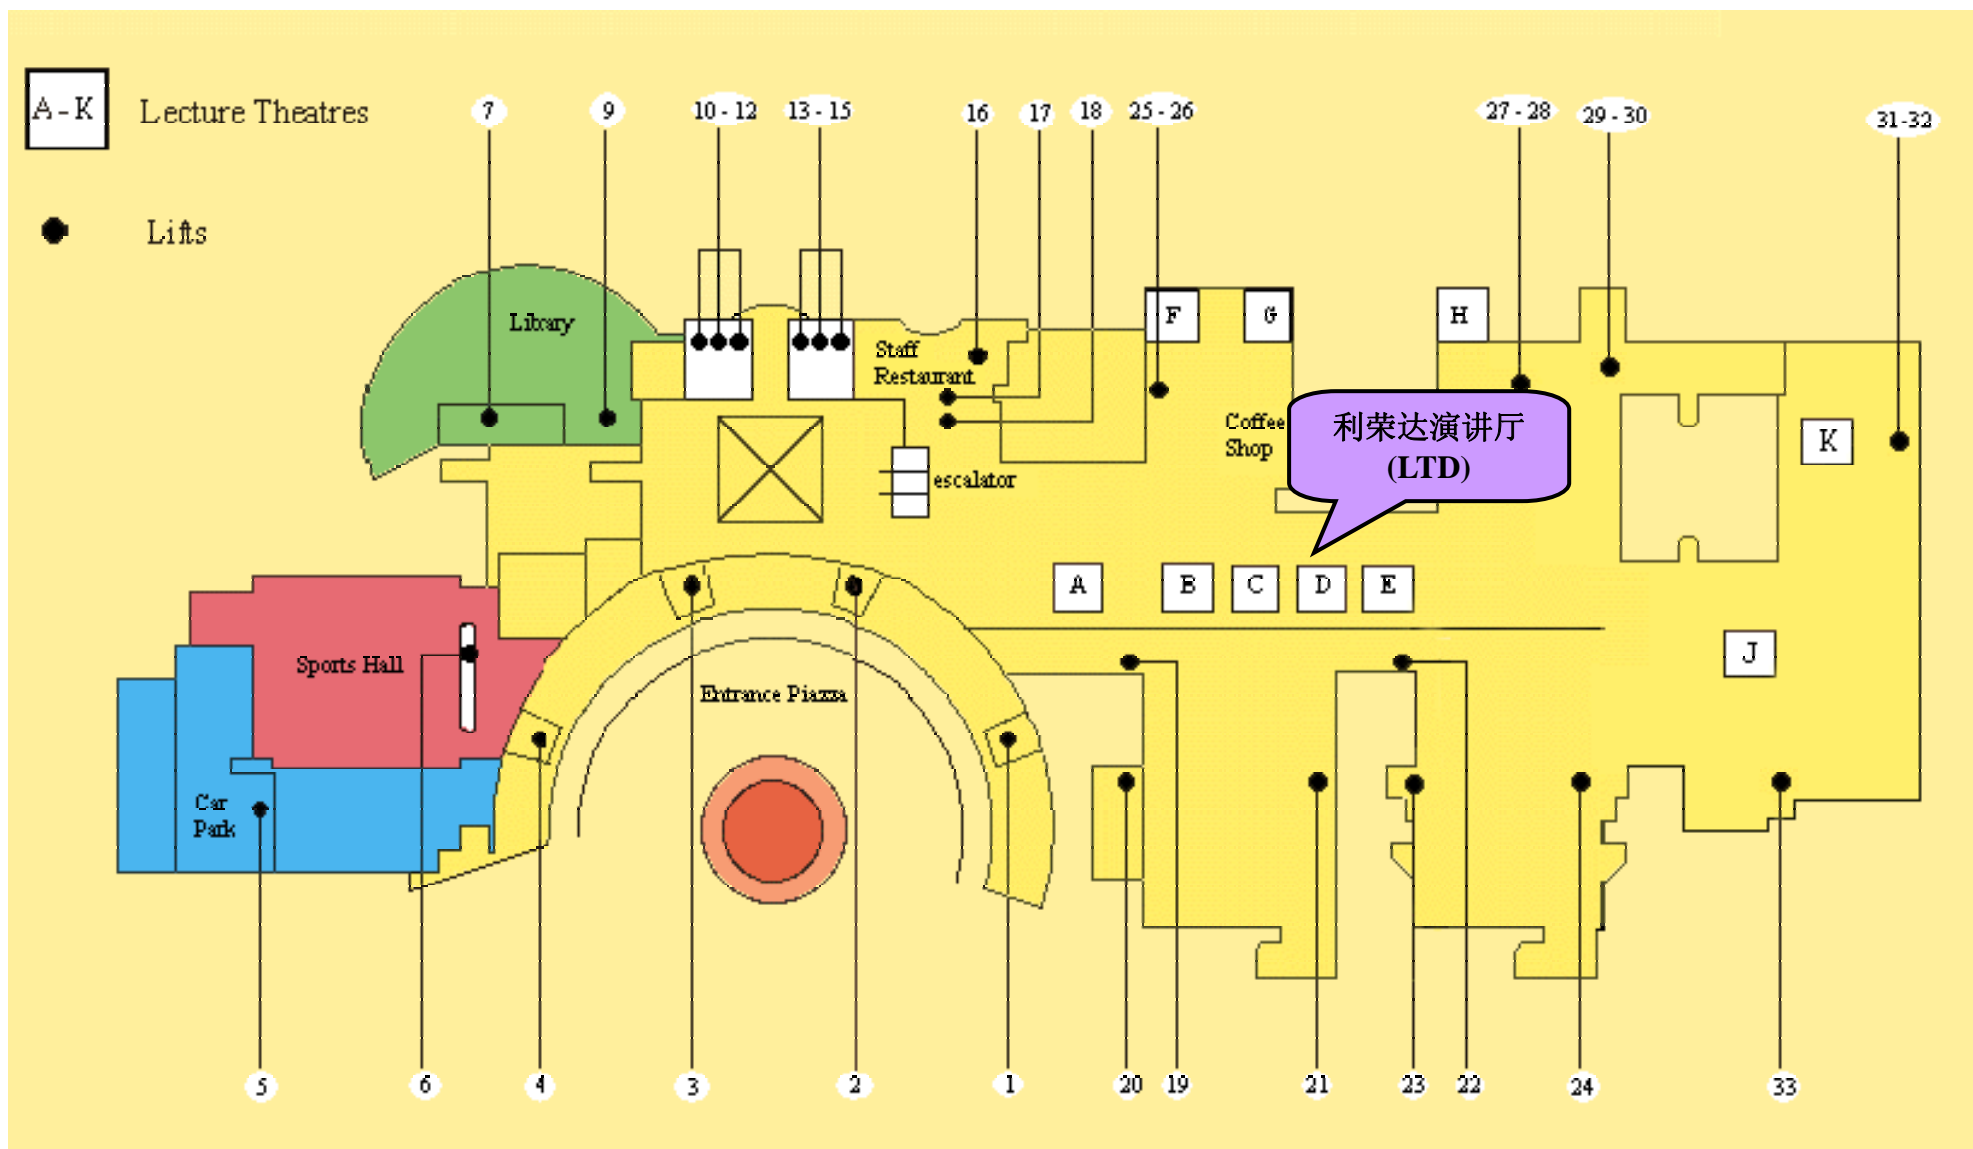 A - K
Lecture Theatres
Lifts
7
9
10 - 12
13 - 15
16
17
18
25 - 26
27 - 28
29 - 30
31-32
Library
Staff
Restaurant
F
G
H
Coffee
Shop
利荣达演讲厅
(LTD)
K
escalator
A
B
C
D
E
J
Sports Hall
Entrance Piazza
Car
Park
5
6
4
3
2
1
20
19
21
23
22
24
33